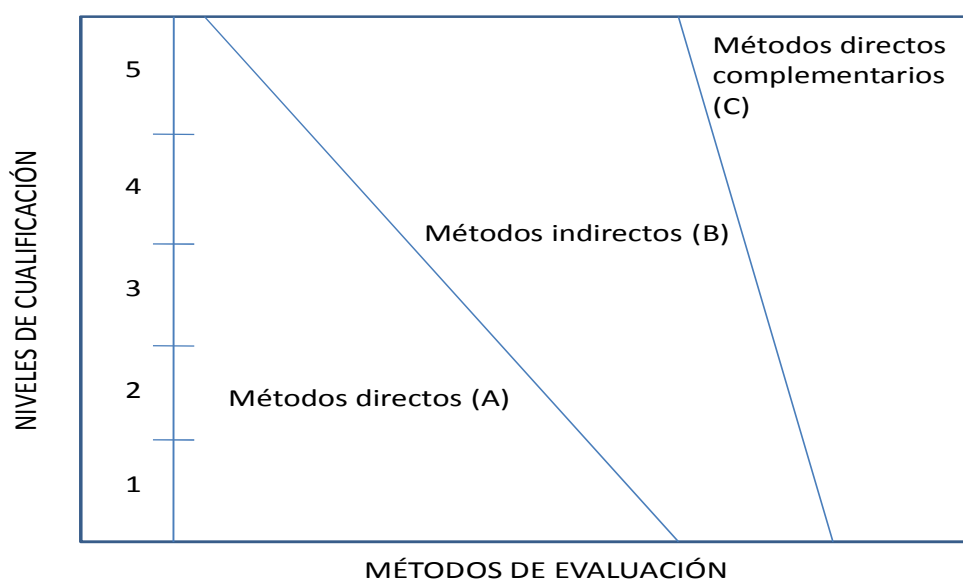 NIVELES DE CUALIFICACIÓN
5
4
3
2
1
Métodos directos
complementarios
(C)
Métodos indirectos (B)
Métodos directos (A)
MÉTODOS DE EVALUACIÓN